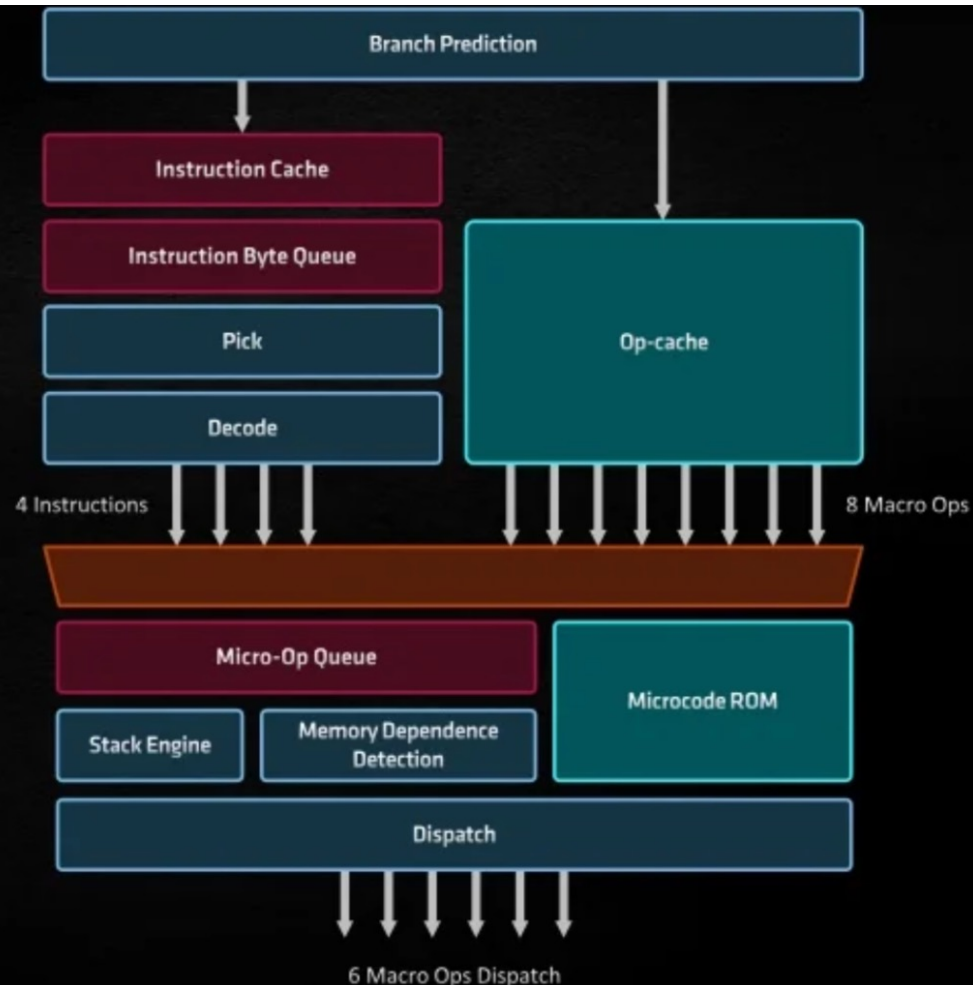 Branch Prediction
Instruction Cache
Instruction Byte Queue
Pick
Op-cache
Decode
4 Instructions
8 Macro Ops
Micro-Op Queue
Microcode ROM
Stack Engine
Memory Dependence
Detection
Dispatch
6 Macro Ops Dispatch